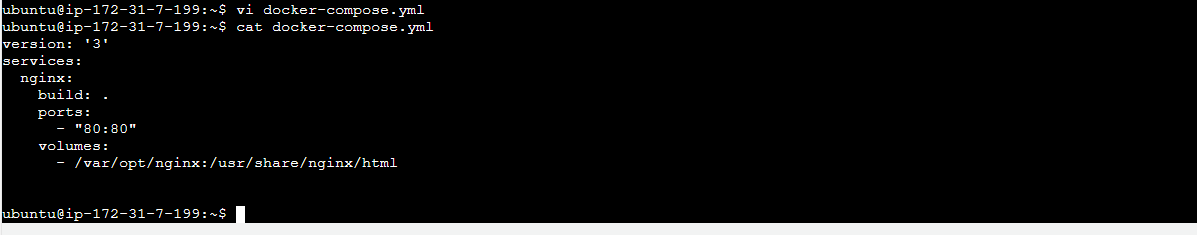 ubuntu@ip-172-31-7-199:~$ vi docker-compose.yml
ubuntu@ip-172-31-7-199:~$ cat docker-compose.yml
version: '3'
services:
  nginx:
    build: .
    ports:
      - "80:80"
    volumes:
      - /var/opt/nginx:/usr/share/nginx/html
ubuntu@ip-172-31-7-199:~$